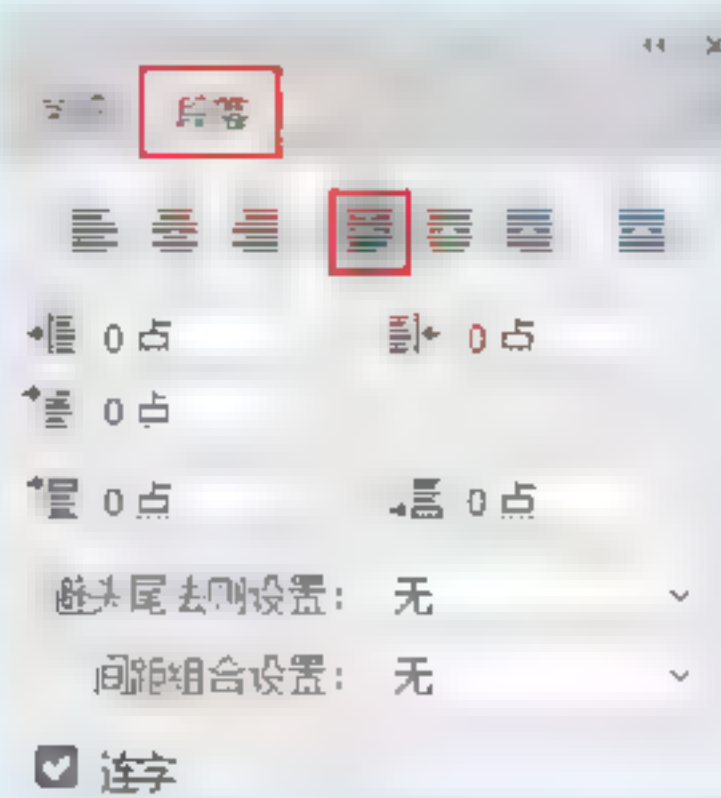 段落
0 点 0 点
0 点
0 点 0 点
避头尾法则设置： 无
间距组合设置： 无
连字